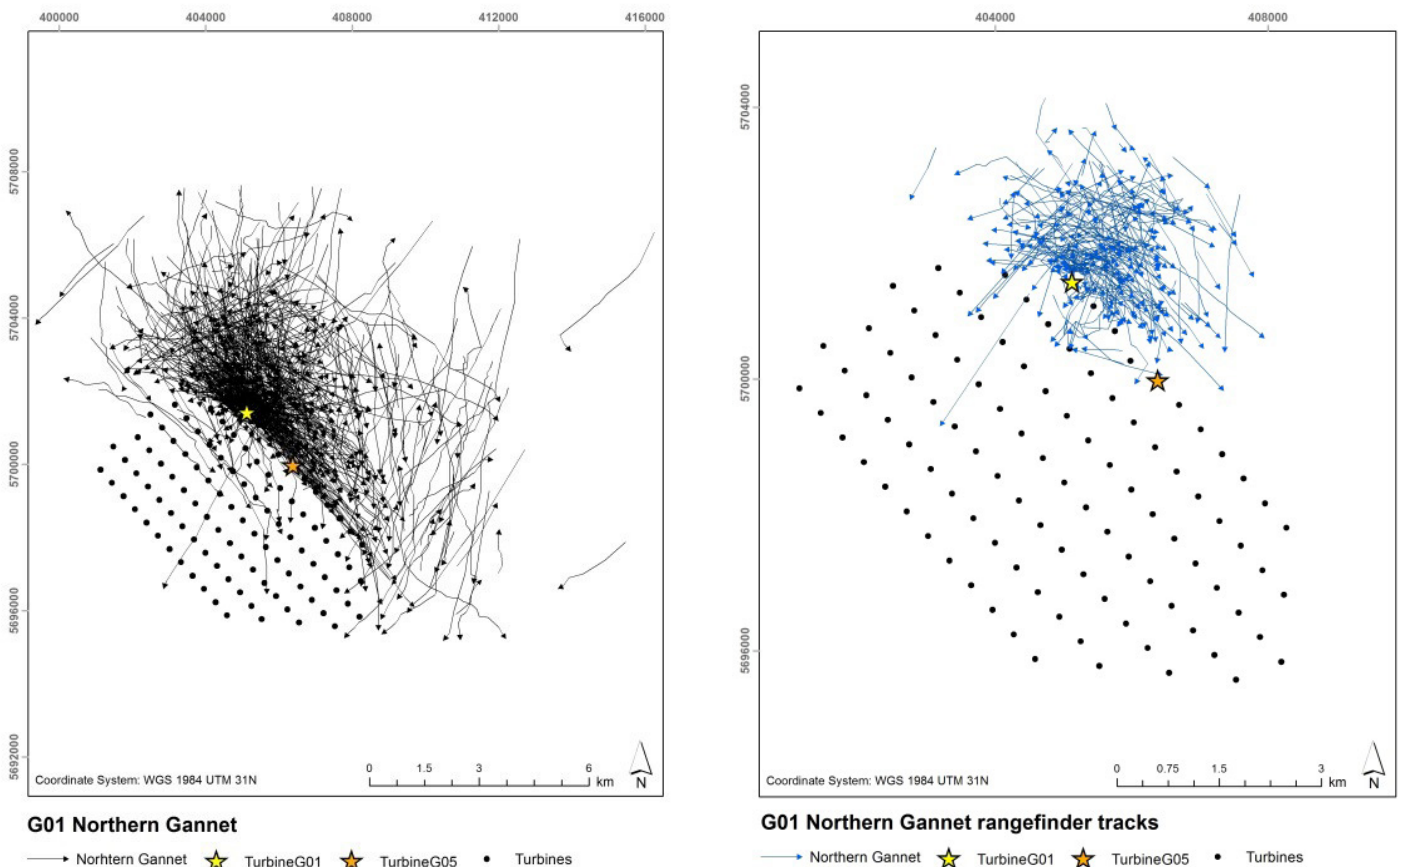 400000 404000 408000 412000 416000
5708000
5704000
5700000
5696000
5692000
Coordinate System: WGS 1984 UTM 31N
0 1.5 3 6
km
N
G01 Northern Gannet
Nohtern Gannet TurbineG01 TurbineG05 Turbines
404000 408000
5704000
5700000
5696000
Coordinate System: WGS 1984 UTM 31N
0 0.75 1.5 3
km
N
G01 Northern Gannet rangefinder tracks
Northern Gannet TurbineG01 TurbineG05 Turbines